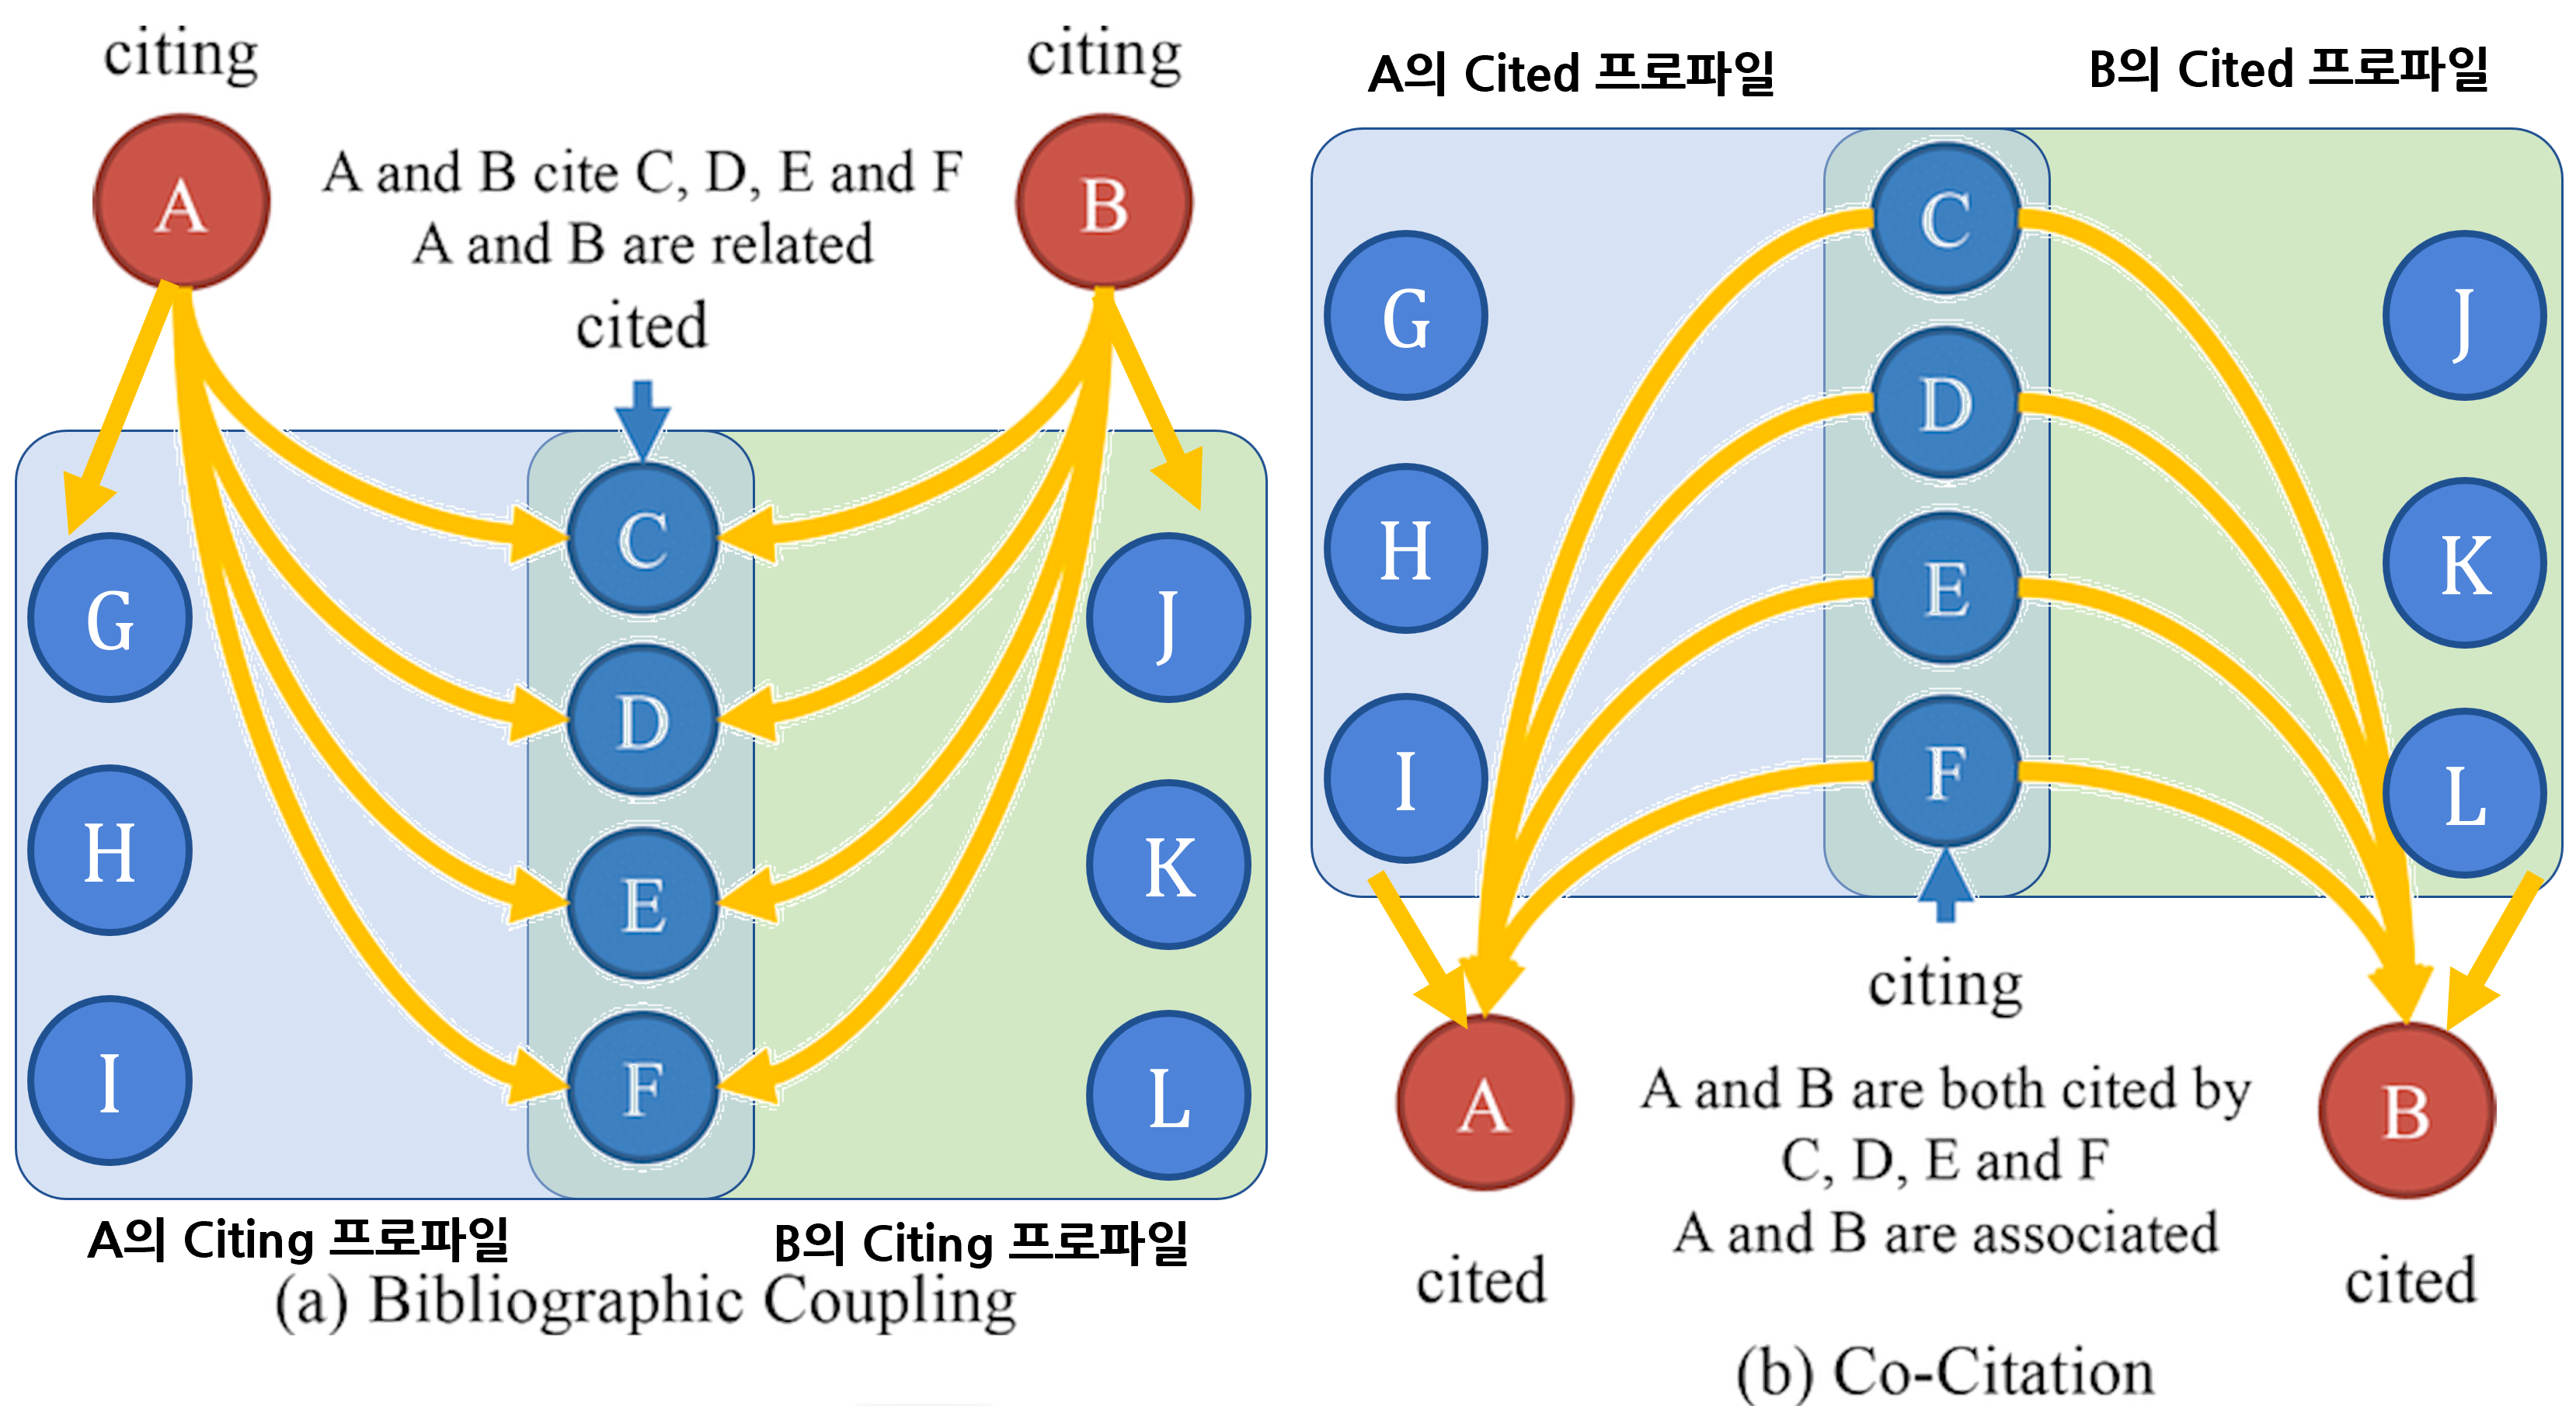 citing
citing
A
B
A and B cite C, D, E and F
A and B are related
cited
C
D
E
F
G
H
I
J
K
L
A의 Citing 프로파일
B의 Citing 프로파일
(a) Bibliographic Coupling
A의 Cited 프로파일
B의 Cited 프로파일
G
H
I
C
D
E
F
J
K
L
citing
A
B
A and B are both cited by
C, D, E and F
A and B are associated
cited
cited
(b) Co-Citation